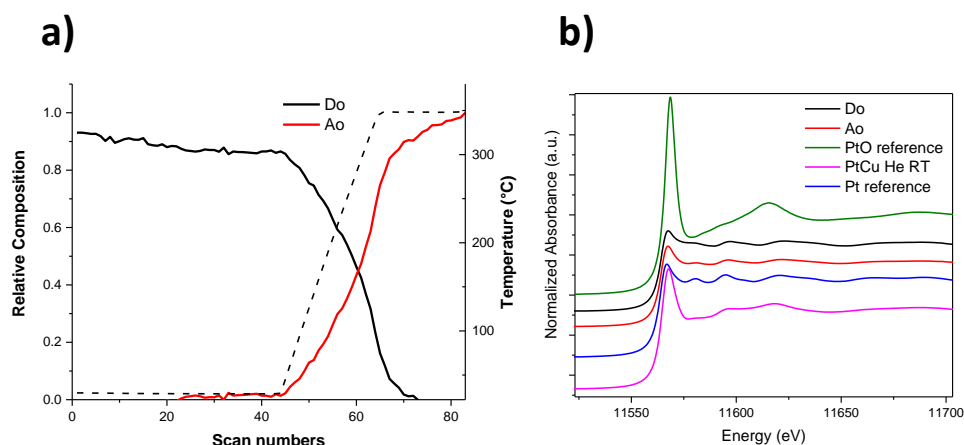 a)
b)
Do
Ao
1.0
0.8
0.6
0.4
0.2
0.0
Relative Composition
300
200
100
Temperature (°C)
0
20
40
60
80
Scan numbers
Do
Ao
PtO reference
PtCu He RT
Pt reference
Normalized Absorbance (a.u.)
11550
11600
11650
11700
Energy (eV)